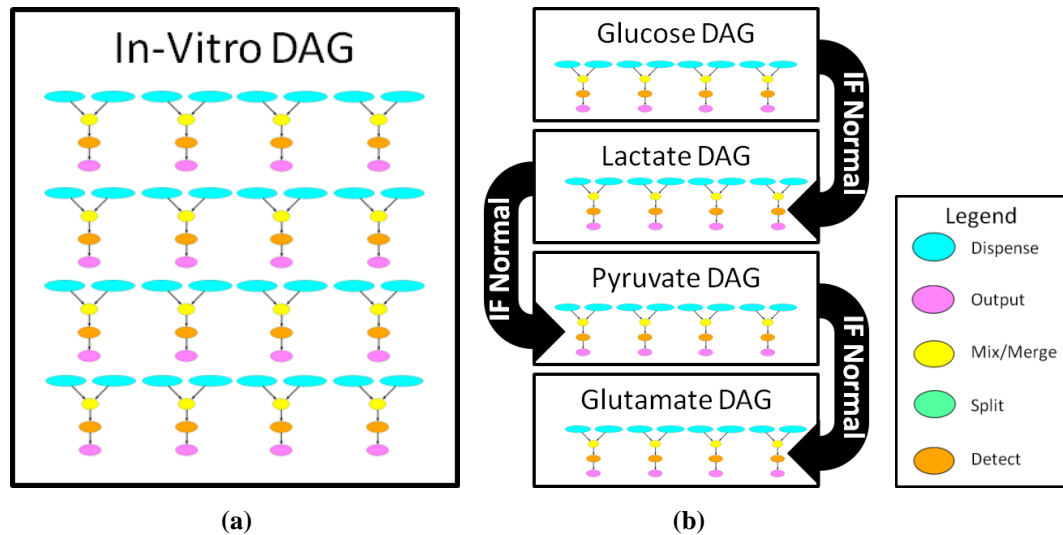 In-Vitro DAG
(a)
Glucose DAG
IF Normal
Lactate DAG
IF Normal
Pyruvate DAG
IF Normal
Glutamate DAG
(b)
Legend
Dispense
Output
Mix/Merge
Split
Detect